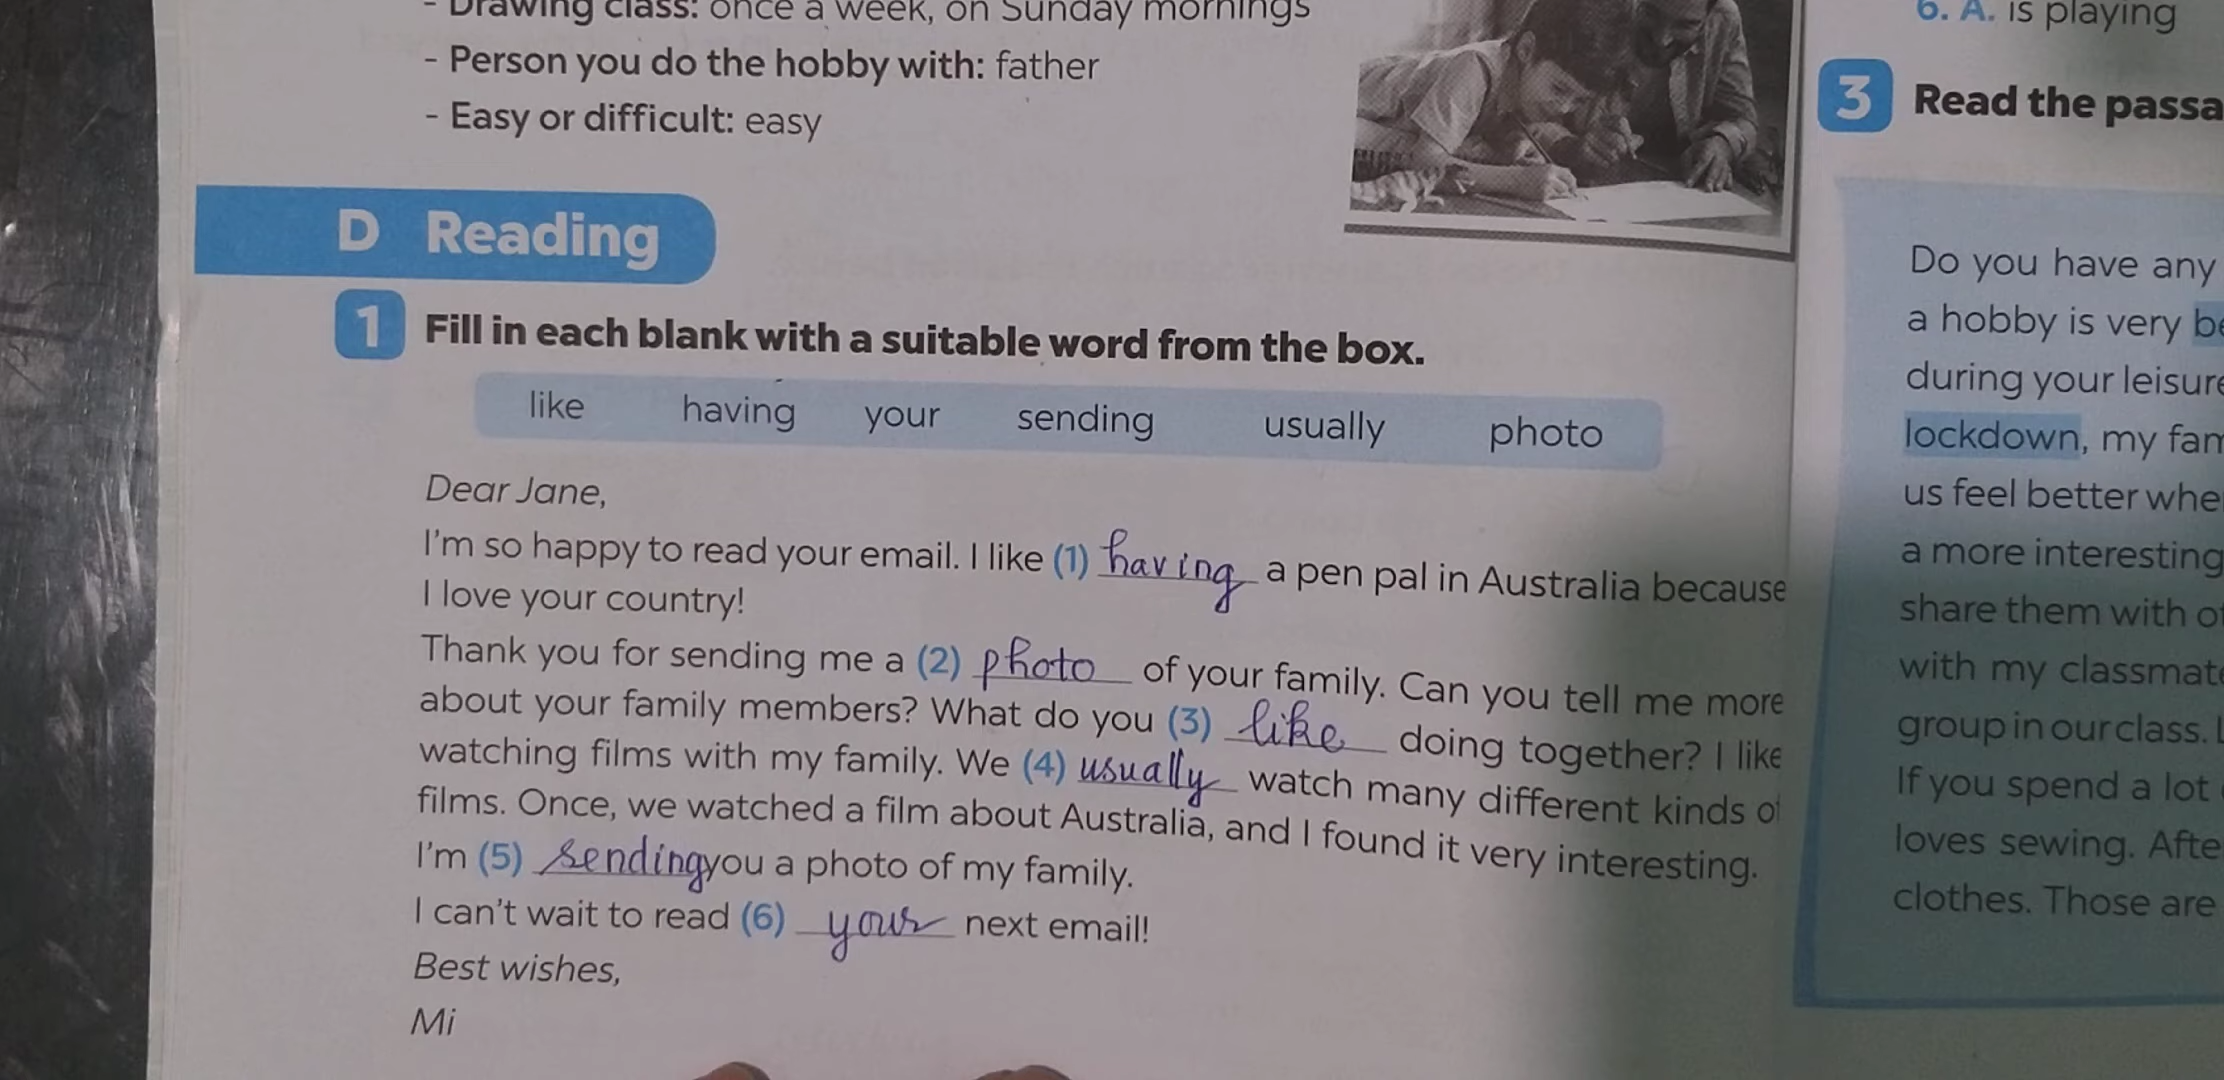 - Drawing class: once a week, on Sunday mornings
- Person you do the hobby with: father
- Easy or difficult: easy
D Reading
1 Fill in each blank with a suitable word from the box.
like having your sending usually photo
Dear Jane,
I'm so happy to read your email. I like (1) having a pen pal in Australia because
I love your country!
Thank you for sending me a (2) photo of your family. Can you tell me more
about your family members? What do you (3) like doing together? I like
watching films with my family. We (4) usually watch many different kinds of
films. Once, we watched a film about Australia, and I found it very interesting.
I'm (5) sending you a photo of my family.
I can't wait to read (6) your next email!
Best wishes,
Mi
6. A. is playing
3 Read the passa
Do you have any
a hobby is very be
during your leisure
lockdown, my fam
us feel better whe
a more interesting
share them with ot
with my classmate
group in our class. L
If you spend a lot
loves sewing. Afte
clothes. Those are